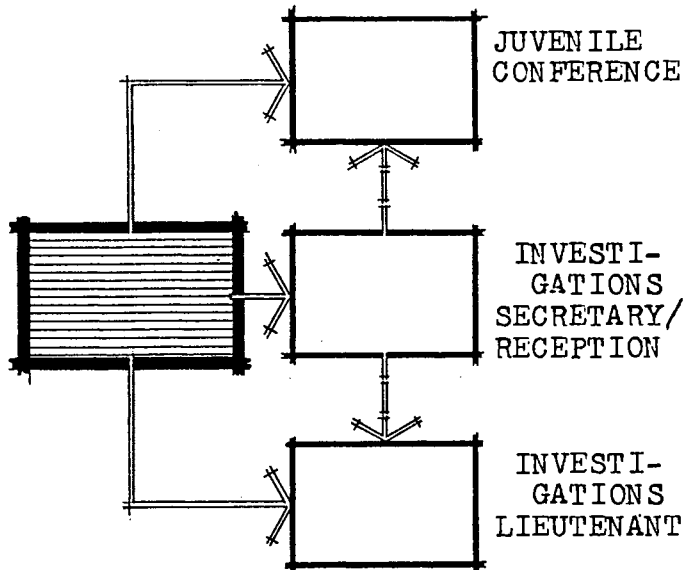 JUVENILE
CONFERENCE
INVESTI-
GATIONS
SECRETARY/
RECEPTION
INVESTI-
GATIONS
LIEUTENANT